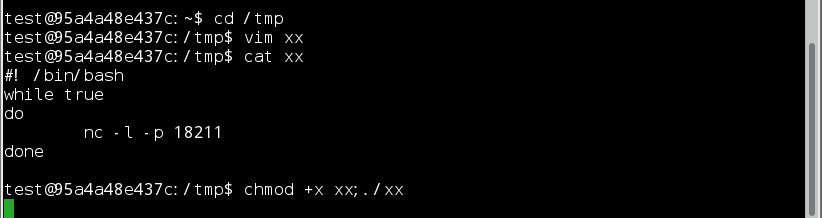 test@95a4a48e437c:~$ cd /tmp
test@95a4a48e437c:/tmp$ vim xx
test@95a4a48e437c:/tmp$ cat xx
#! /bin/bash
while true
do
        nc -l -p 18211
done

test@95a4a48e437c:/tmp$ chmod +x xx;./xx